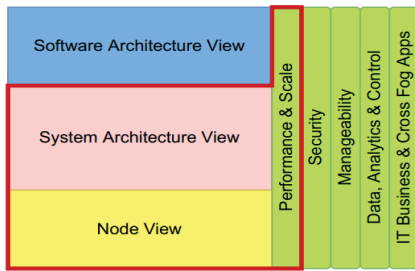 Software Architecture View
System Architecture View
Node View
Performance & Scale
Security
Manageability
Data, Analytics & Control
IT Business & Cross Fog Apps